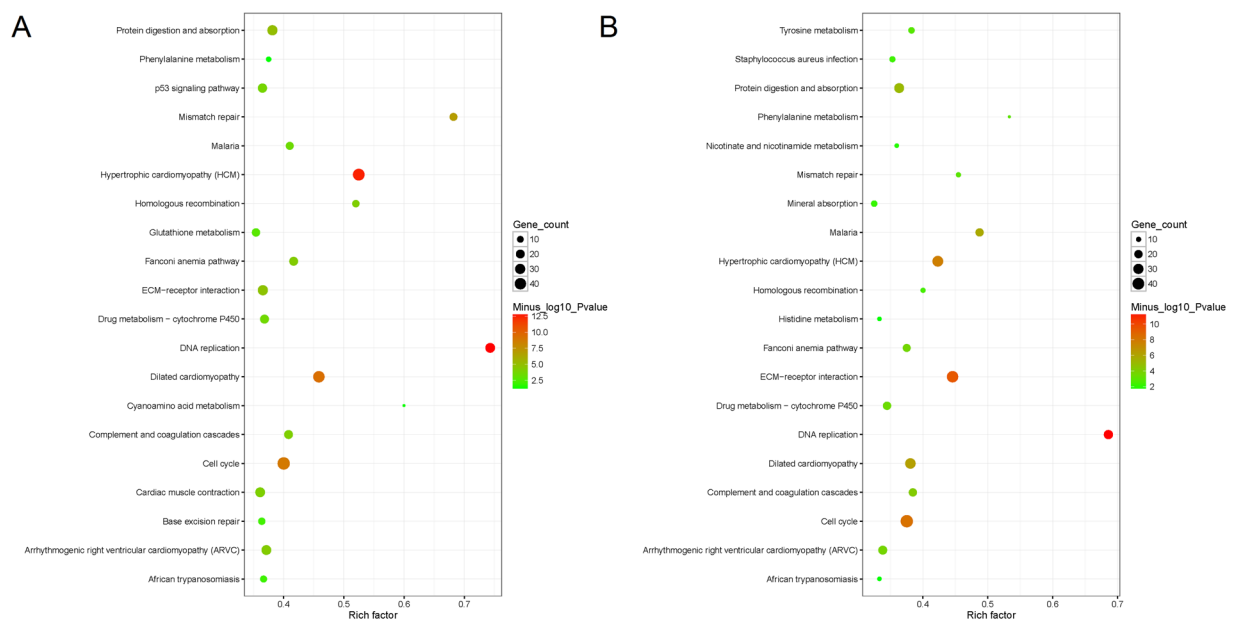 A
Protein digestion and absorption
Phenylalanine metabolism
p53 signaling pathway
Mismatch repair
Malaria
Hypertrophic cardiomyopathy (HCM)
Homologous recombination
Glutathione metabolism
Fanconi anemia pathway
ECM−receptor interaction
Drug metabolism − cytochrome P450
DNA replication
Dilated cardiomyopathy
Cyanoamino acid metabolism
Complement and coagulation cascades
Cell cycle
Cardiac muscle contraction
Base excision repair
Arrhythmogenic right ventricular cardiomyopathy (ARVC)
African trypanosomiasis
0.4 0.5 0.6 0.7
Rich factor
Gene_count
10
20
30
40
Minus_log10_Pvalue
12.5
10.0
7.5
5.0
2.5
B
Tyrosine metabolism
Staphylococcus aureus infection
Protein digestion and absorption
Phenylalanine metabolism
Nicotinate and nicotinamide metabolism
Mismatch repair
Mineral absorption
Malaria
Hypertrophic cardiomyopathy (HCM)
Homologous recombination
Histidine metabolism
Fanconi anemia pathway
ECM−receptor interaction
Drug metabolism − cytochrome P450
DNA replication
Dilated cardiomyopathy
Complement and coagulation cascades
Cell cycle
Arrhythmogenic right ventricular cardiomyopathy (ARVC)
African trypanosomiasis
0.4 0.5 0.6 0.7
Rich factor
Gene_count
10
20
30
40
Minus_log10_Pvalue
10
8
6
4
2